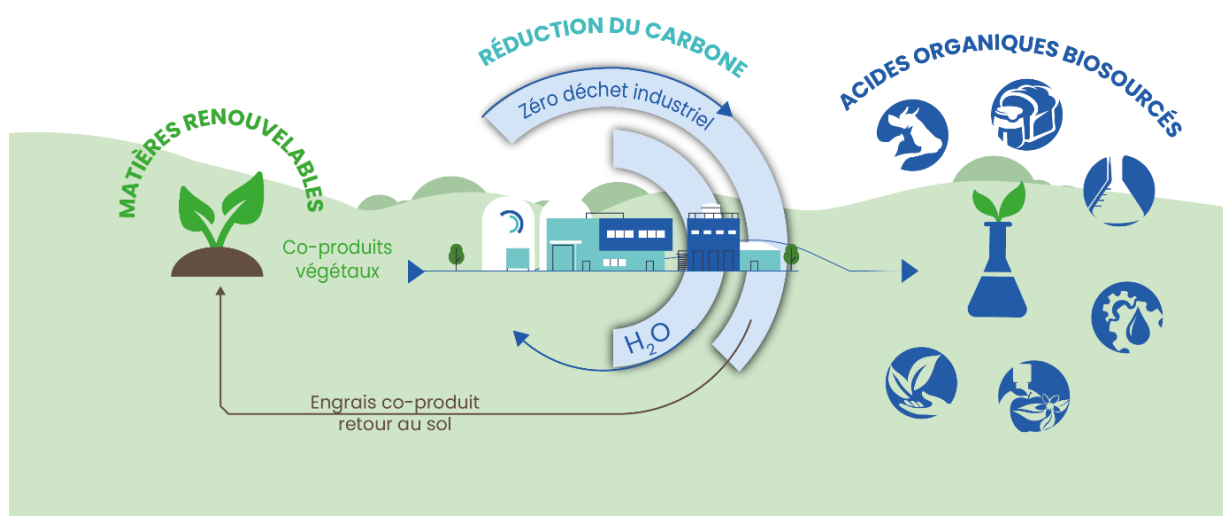 RÉDUCTION DU CARBONE
ACIDES ORGANIQUES BIOSOURCÉS
Zéro déchet industriel
MATIÈRES RENOUVELABLES
Co-produits
végétaux
H₂O
Engrais co-produit
retour au sol